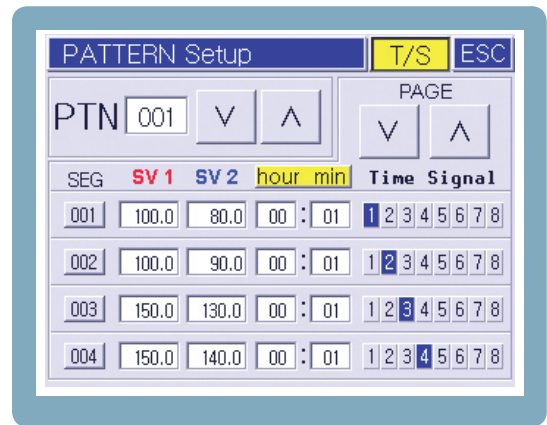 PATTERN Setup T/S ESC
PTN 001 V Λ PAGE V Λ
SEG SV 1 SV 2 hour min Time Signal
001 100.0 80.0 00 : 01 1 2 3 4 5 6 7 8
002 100.0 90.0 00 : 01 1 2 3 4 5 6 7 8
003 150.0 130.0 00 : 01 1 2 3 4 5 6 7 8
004 150.0 140.0 00 : 01 1 2 3 4 5 6 7 8